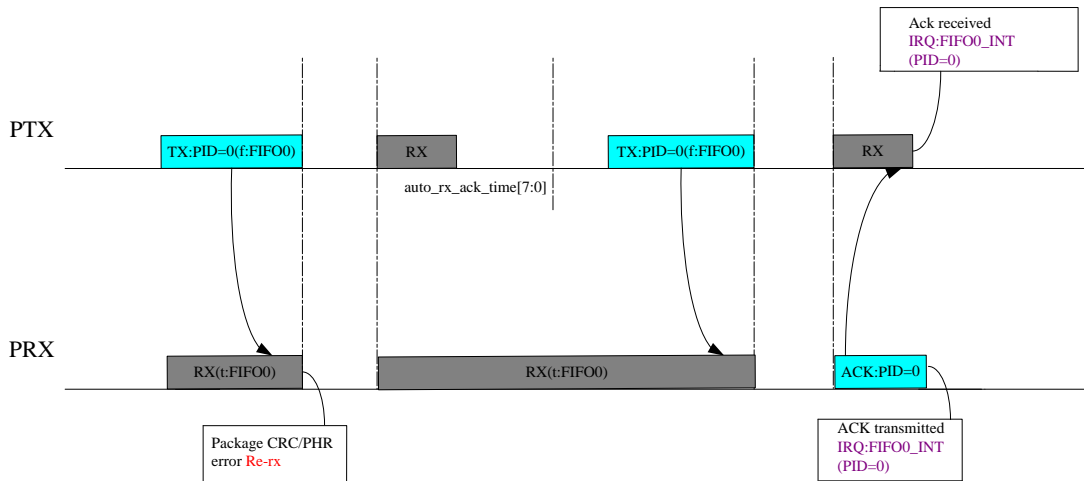 Ack received
IRQ:FIFO0_INT
(PID=0)
PTX
TX:PID=0(f:FIFO0)
RX
TX:PID=0(f:FIFO0)
RX
auto_rx_ack_time[7:0]
PRX
RX(t:FIFO0)
RX(t:FIFO0)
ACK:PID=0
Package CRC/PHR
error Re-rx
ACK transmitted
IRQ:FIFO0_INT
(PID=0)